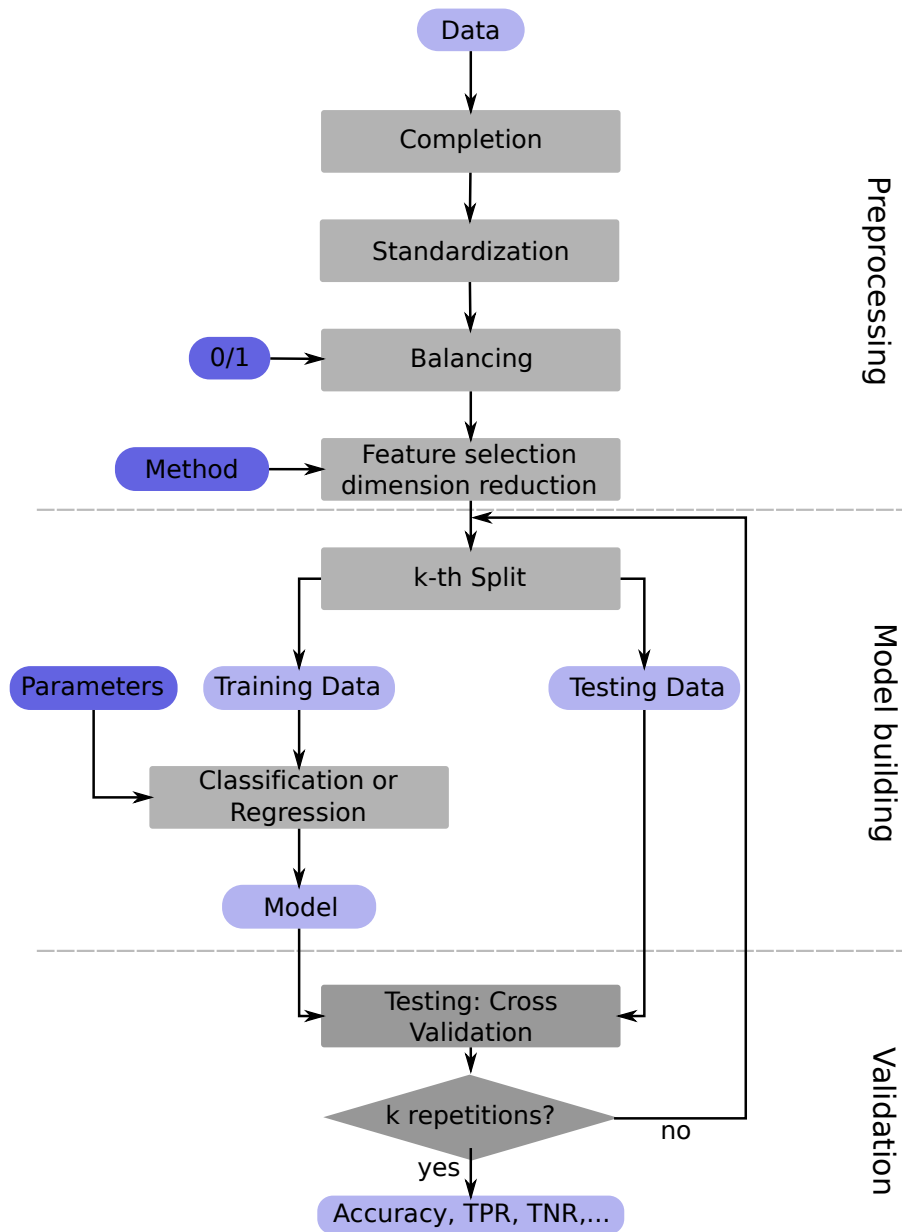 Data
Completion
Standardization
0/1
Balancing
Method
Feature selection
dimension reduction
Preprocessing
k-th Split
Parameters
Training Data
Testing Data
Classification or
Regression
Model
Model building
Testing: Cross
Validation
k repetitions?
no
yes
Accuracy, TPR, TNR,...
Validation